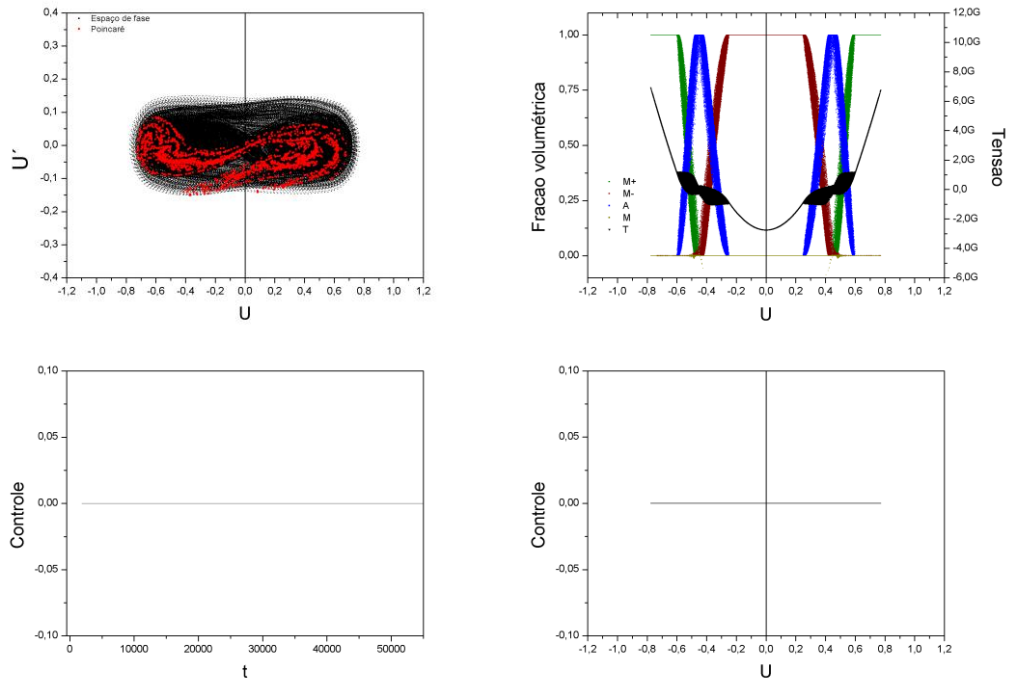 Espaço de fase
Poincaré
0,4
0,3
0,2
0,1
0,0
-0,1
-0,2
-0,3
-0,4
U´
-1,2 -1,0 -0,8 -0,6 -0,4 -0,2 0,0 0,2 0,4 0,6 0,8 1,0 1,2
U
1,00
0,75
0,50
0,25
0,00
Fracao volumétrica
M+
M-
A
M
T
12,0G
10,0G
8,0G
6,0G
4,0G
2,0G
0,0
-2,0G
-4,0G
-6,0G
Tensao
-1,2 -1,0 -0,8 -0,6 -0,4 -0,2 0,0 0,2 0,4 0,6 0,8 1,0 1,2
U
0,10
0,05
0,00
-0,05
-0,10
Controle
0 10000 20000 30000 40000 50000
t
0,10
0,05
0,00
-0,05
-0,10
Controle
-1,2 -1,0 -0,8 -0,6 -0,4 -0,2 0,0 0,2 0,4 0,6 0,8 1,0 1,2
U